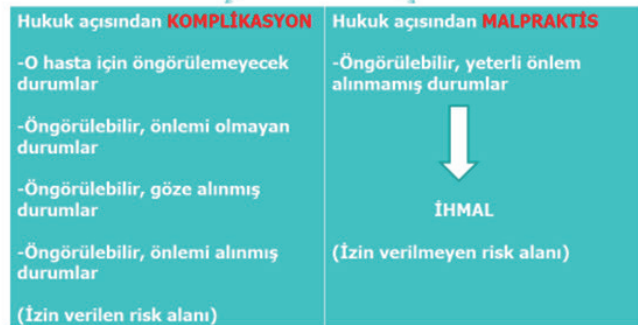 Hukuk açısından KOMPLİKASYON
-O hasta için öngörülemeyecek
durumlar
-Öngörülebilir, önlemi olmayan
durumlar
-Öngörülebilir, göze alınmış
durumlar
-Öngörülebilir, önlemi alınmış
durumlar
(İzin verilen risk alanı)
Hukuk açısından MALPRAKTİS
-Öngörülebilir, yeterli önlem
alınmamış durumlar
İHMAL
(İzin verilmeyen risk alanı)